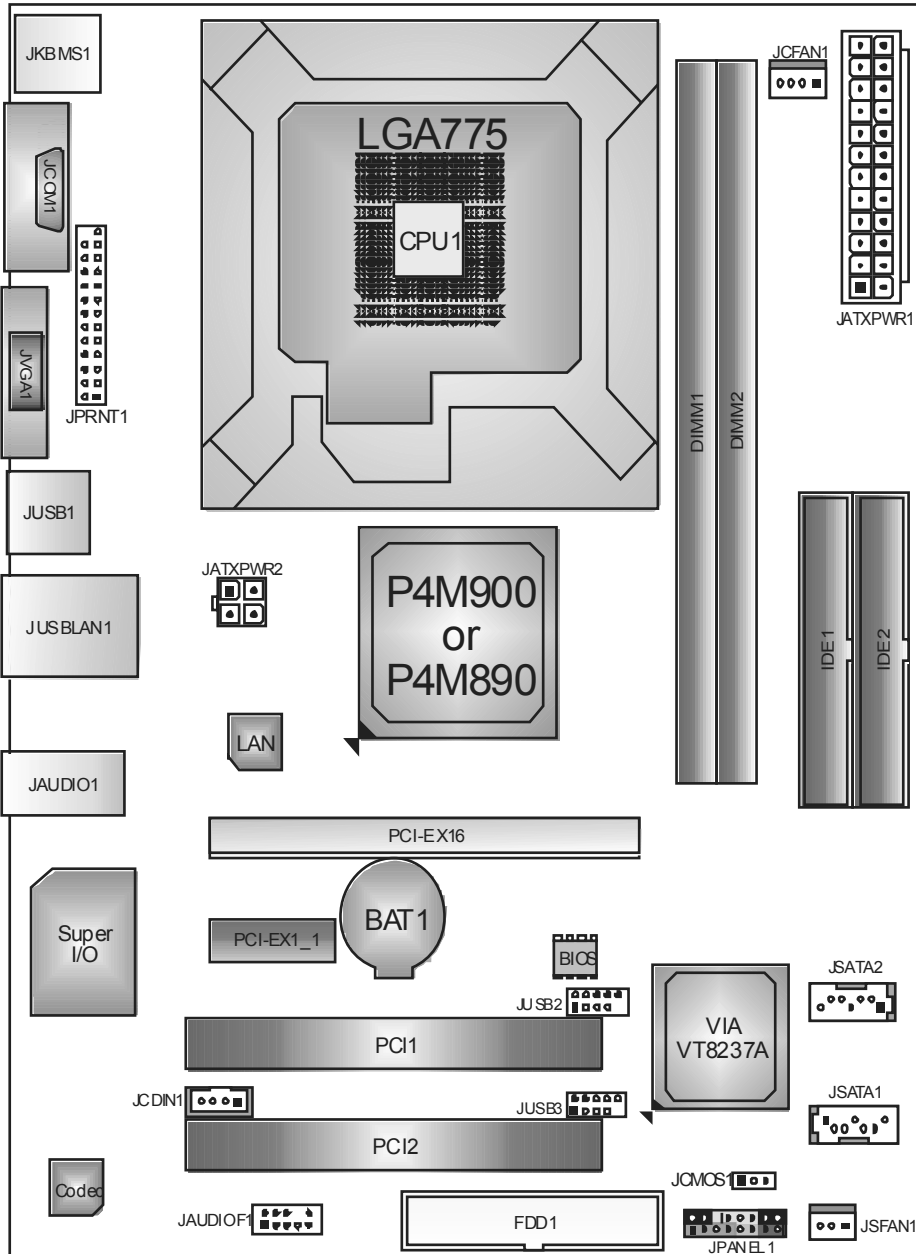 JKBMS1
JCFAN1
JCOM1
LGA775
CPU1
JATXPWR1
JVGA1
JPRNT1
DIMM1
DIMM2
JUSB1
JATXPWR2
P4M900
or
P4M890
JUSBLAN1
IDE1
IDE2
LAN
JAUDIO1
PCI-EX16
BAT1
Super
I/O
PCI-EX1_1
BIOS
JSATA2
JUSB2
VIA
VT8237A
PCI1
JCDIN1
JUSB3
JSATA1
PCI2
JCMOS1
Codec
JAUDIOF1
FDD1
JSFAN1
JPANEL1